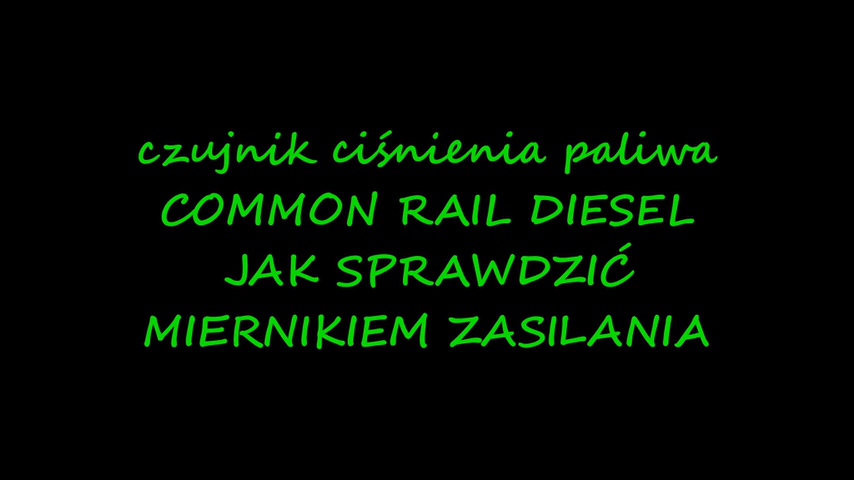 czujnik ciśnienia paliwa
COMMON RAIL DIESEL
JAK SPRAWDZIĆ
MIERNIKIEM ZASILANIA